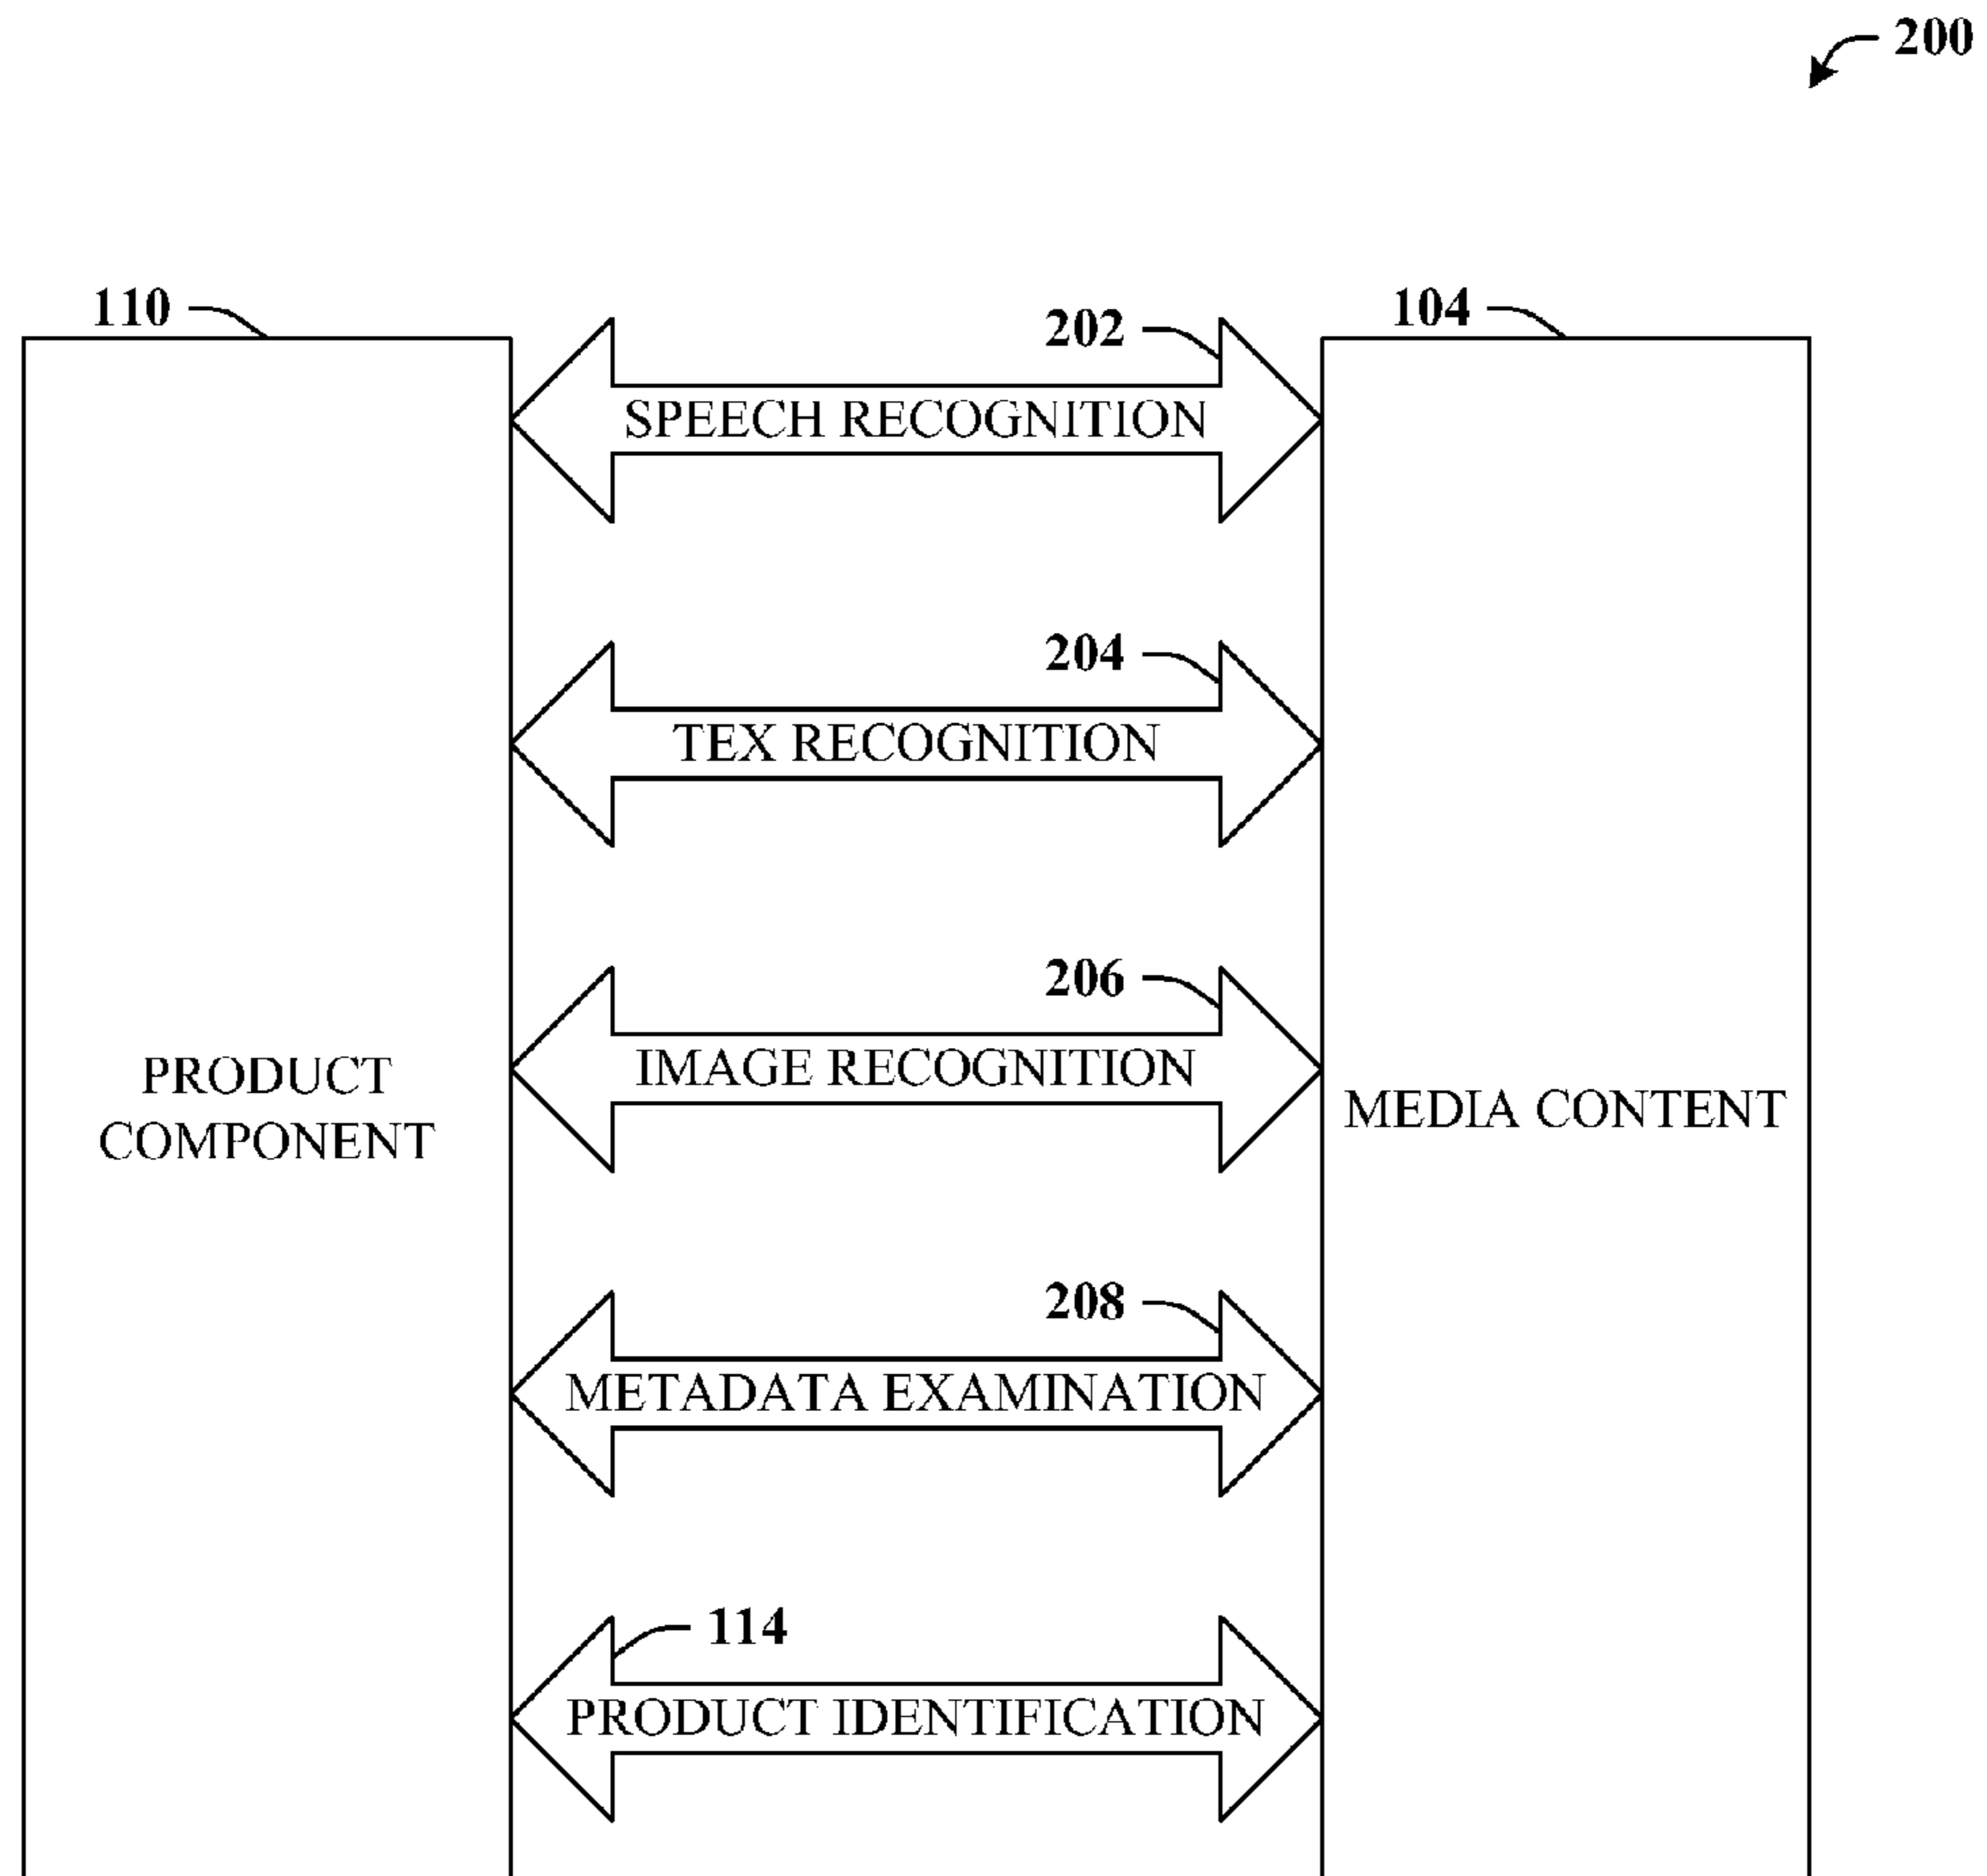 200
110
104
202
SPEECH RECOGNITION
204
TEX RECOGNITION
206
IMAGE RECOGNITION
PRODUCT
COMPONENT
MEDIA CONTENT
208
METADATA EXAMINATION
114
PRODUCT IDENTIFICATION